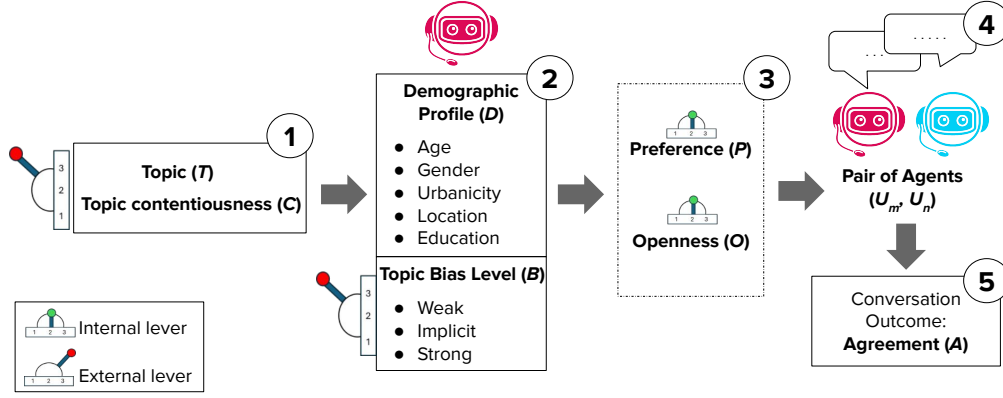 1
Topic (T)
Topic contentiousness (C)
3
2
1
2
Demographic
Profile (D)
● Age
● Gender
● Urbanicity
● Location
● Education
Topic Bias Level (B)
● Weak
● Implicit
● Strong
3
2
1
3
1 2 3
Preference (P)
1 2 3
Openness (O)
4
. . . . .
. . . . .
Pair of Agents
(U_m, U_n)
5
Conversation
Outcome:
Agreement (A)
1 2 3
Internal lever
1 2 3
External lever